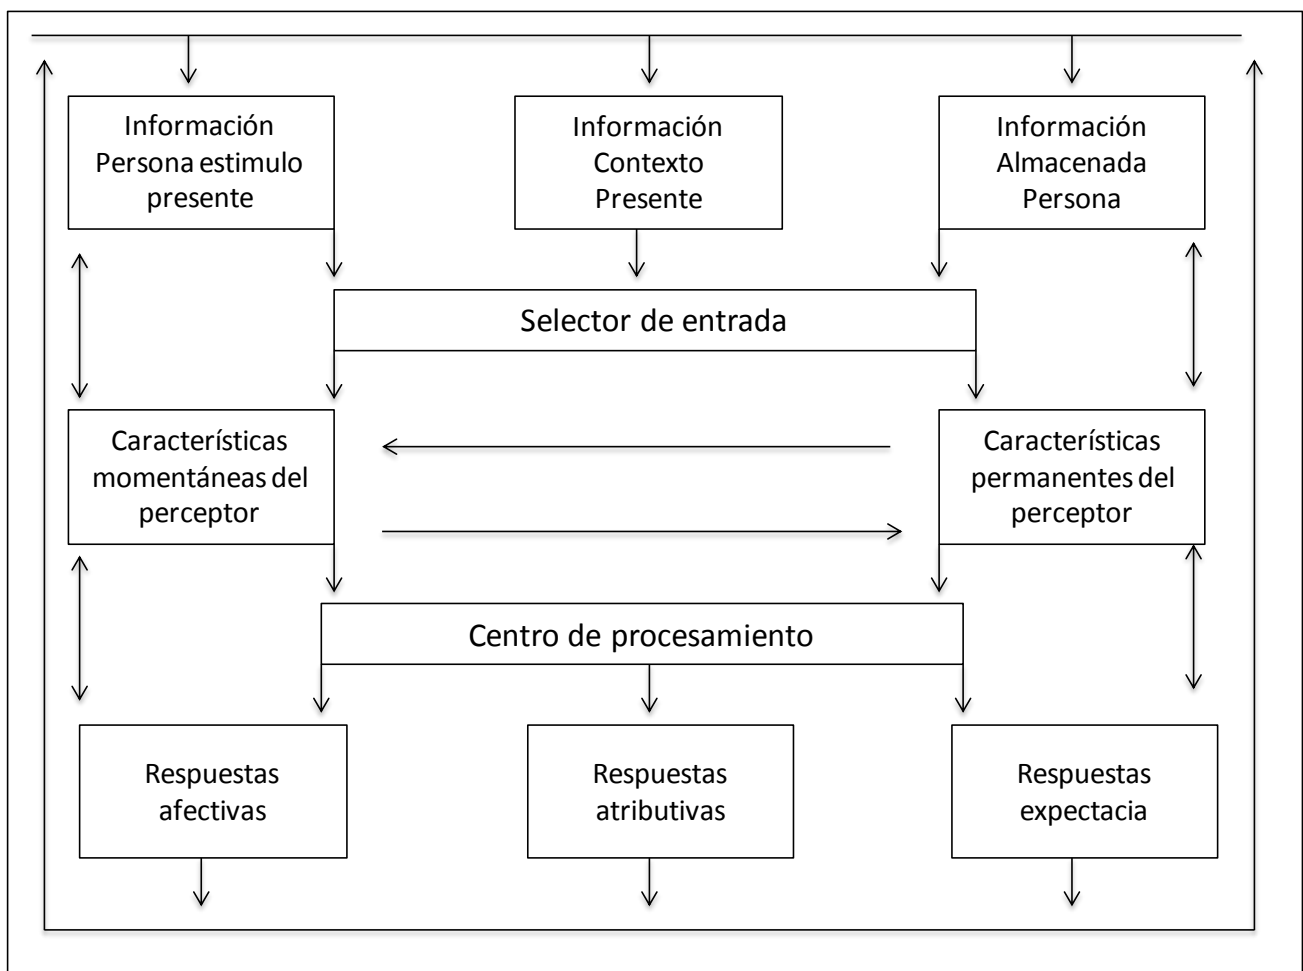 Información
Persona estimulo
presente
Información
Contexto
Presente
Información
Almacenada
Persona
Selector de entrada
Características
momentáneas del
perceptor
Características
permanentes del
perceptor
Centro de procesamiento
Respuestas
afectivas
Respuestas
atributivas
Respuestas
expectacia